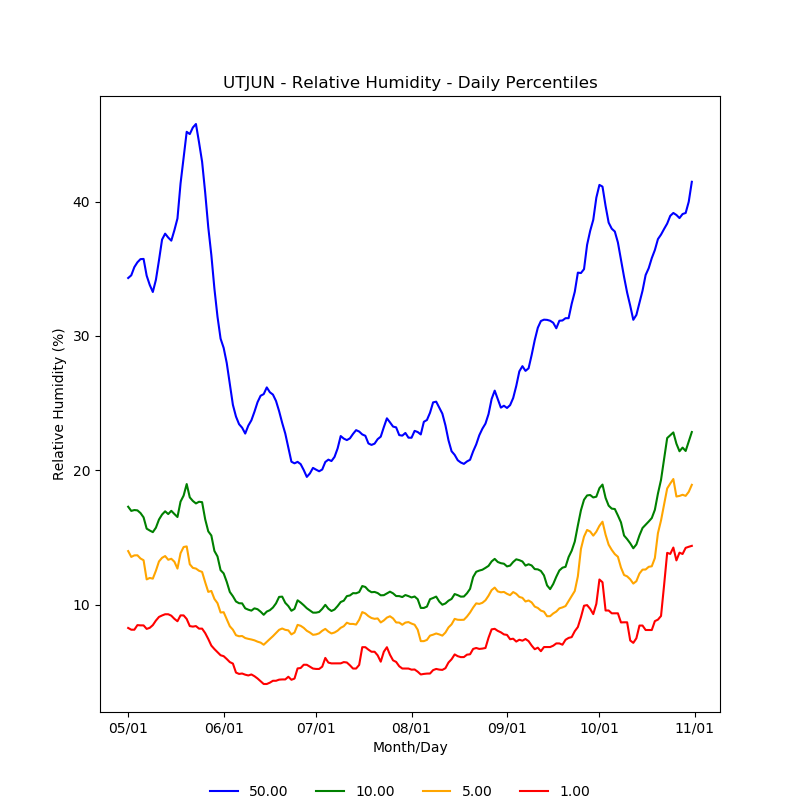 UTJUN - Relative Humidity - Daily Percentiles
40
30
20
10
Relative Humidity (%)
05/01 06/01 07/01 08/01 09/01 10/01 11/01
Month/Day
50.00 10.00 5.00 1.00